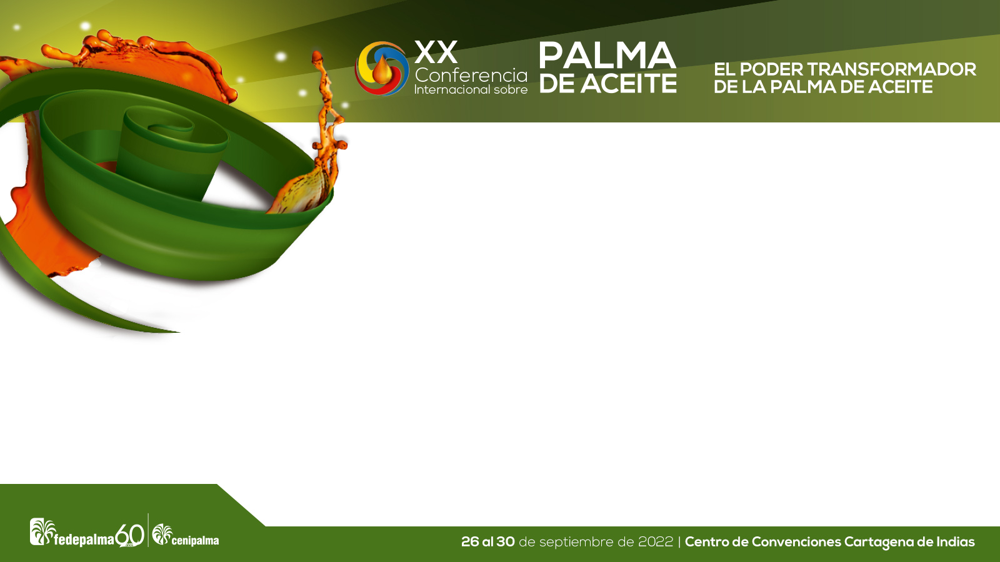 XX
Conferencia
Internacional sobre
PALMA
DE ACEITE
EL PODER TRANSFORMADOR
DE LA PALMA DE ACEITE
fedepalma 60
cenipalma
26 al 30 de septiembre de 2022 | Centro de Convenciones Cartagena de Indias